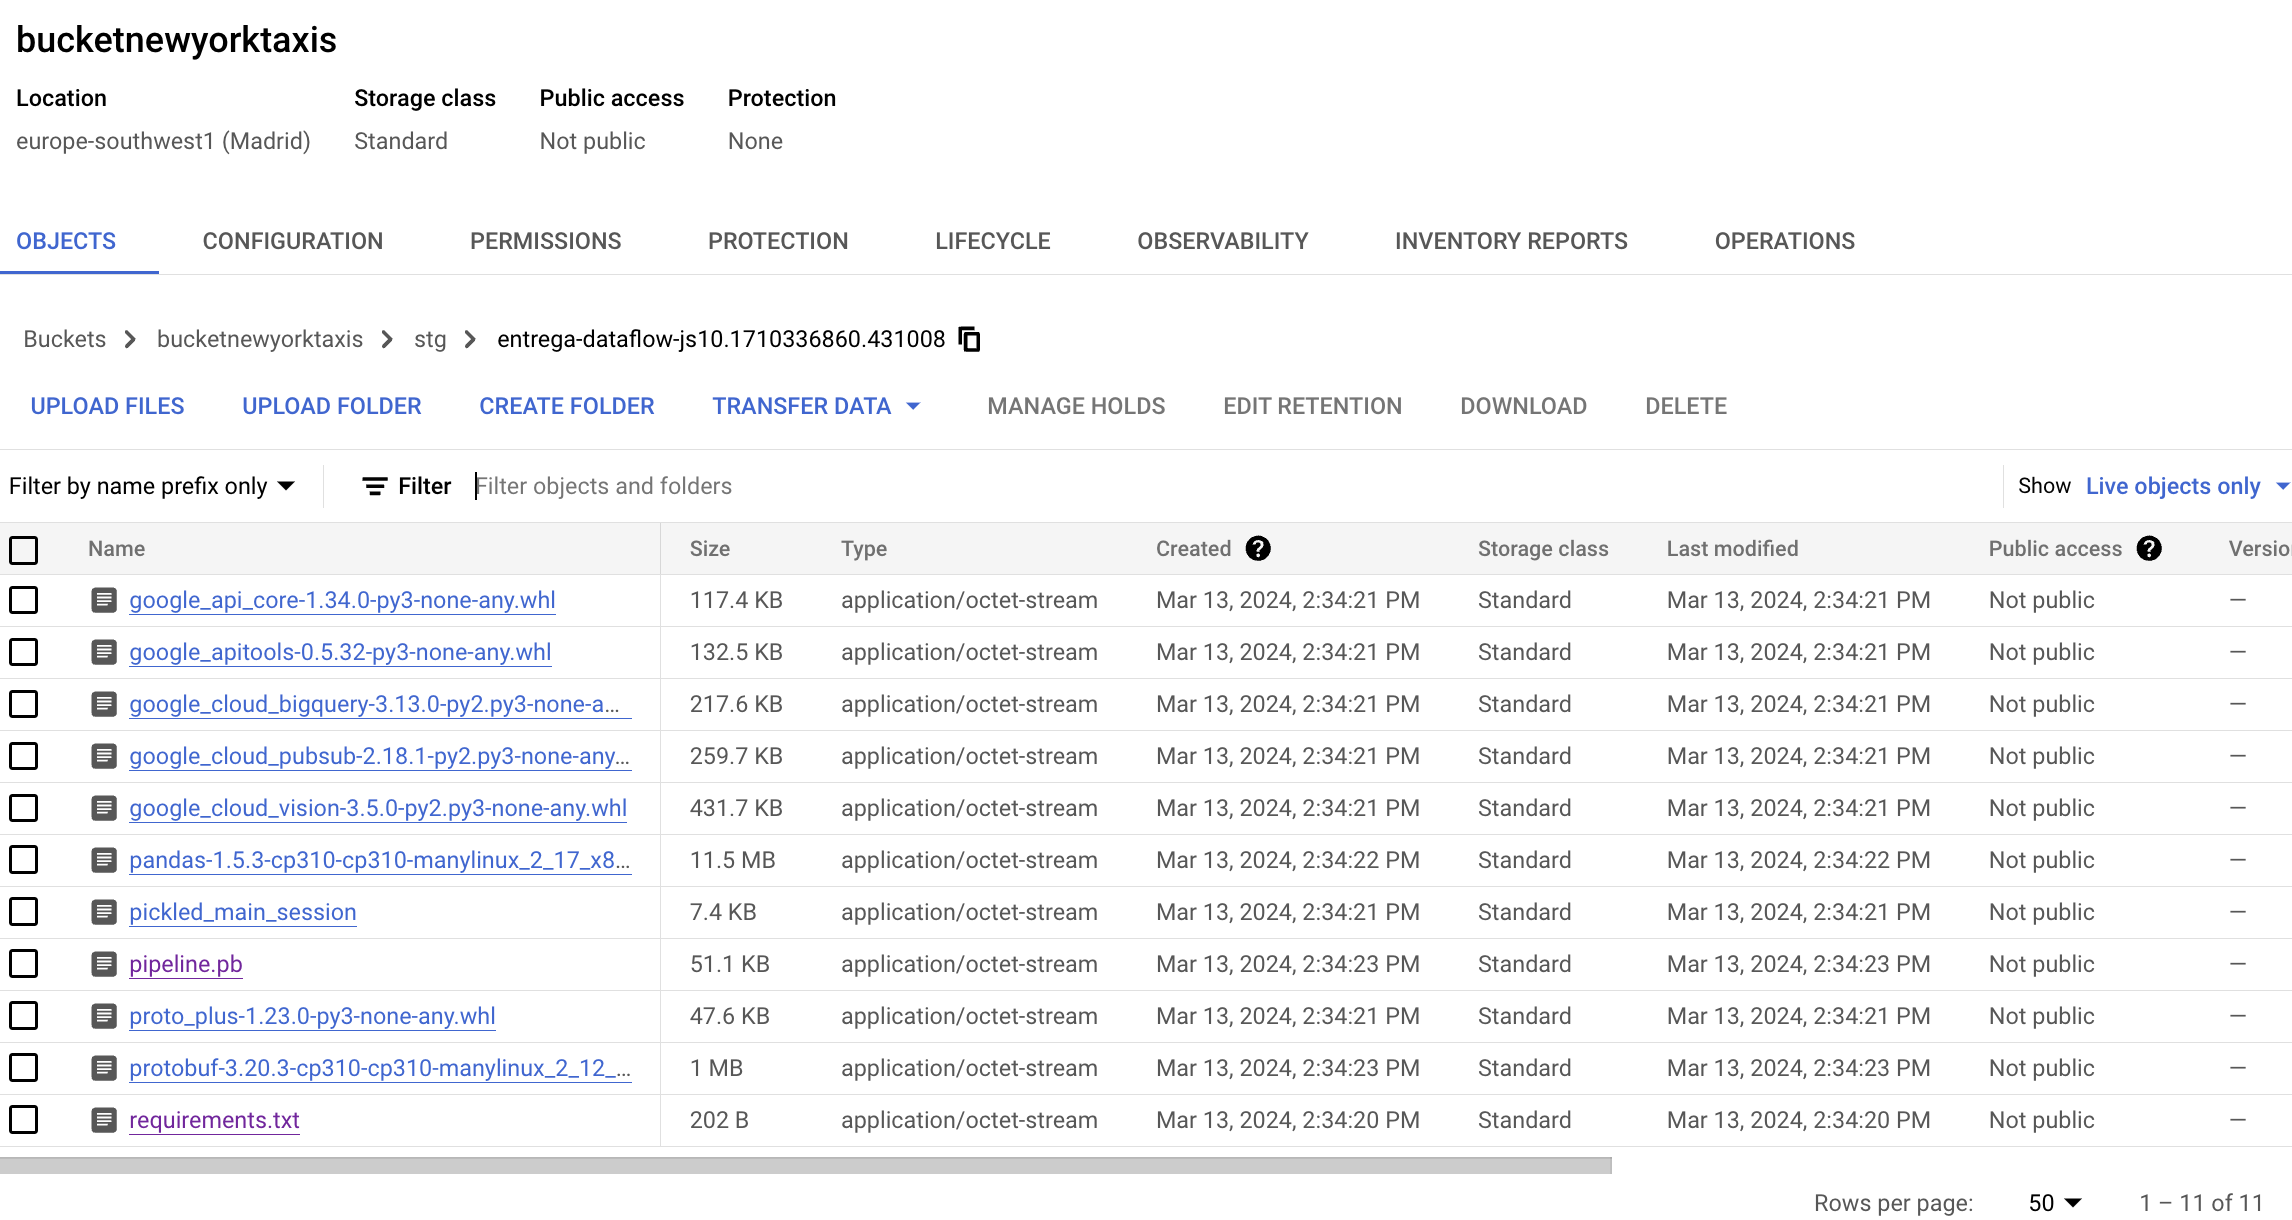 bucketnewyorktaxis
Location Storage class Public access Protection
europe-southwest1 (Madrid) Standard Not public None
OBJECTS CONFIGURATION PERMISSIONS PROTECTION LIFECYCLE OBSERVABILITY INVENTORY REPORTS OPERATIONS
Buckets bucketnewyorktaxis stg entrega-dataflow-js10.1710336860.431008
UPLOAD FILES UPLOAD FOLDER CREATE FOLDER TRANSFER DATA MANAGE HOLDS EDIT RETENTION DOWNLOAD DELETE
Filter by name prefix only Filter Filter objects and folders Show Live objects only
Name Size Type Created Storage class Last modified Public access Versio
google_api_core-1.34.0-py3-none-any.whl 117.4 KB application/octet-stream Mar 13, 2024, 2:34:21 PM Standard Mar 13, 2024, 2:34:21 PM Not public —
google_apitools-0.5.32-py3-none-any.whl 132.5 KB application/octet-stream Mar 13, 2024, 2:34:21 PM Standard Mar 13, 2024, 2:34:21 PM Not public —
google_cloud_bigquery-3.13.0-py2.py3-none-a... 217.6 KB application/octet-stream Mar 13, 2024, 2:34:21 PM Standard Mar 13, 2024, 2:34:21 PM Not public —
google_cloud_pubsub-2.18.1-py2.py3-none-any... 259.7 KB application/octet-stream Mar 13, 2024, 2:34:21 PM Standard Mar 13, 2024, 2:34:21 PM Not public —
google_cloud_vision-3.5.0-py2.py3-none-any.whl 431.7 KB application/octet-stream Mar 13, 2024, 2:34:21 PM Standard Mar 13, 2024, 2:34:21 PM Not public —
pandas-1.5.3-cp310-cp310-manylinux_2_17_x8... 11.5 MB application/octet-stream Mar 13, 2024, 2:34:22 PM Standard Mar 13, 2024, 2:34:22 PM Not public —
pickled_main_session 7.4 KB application/octet-stream Mar 13, 2024, 2:34:21 PM Standard Mar 13, 2024, 2:34:21 PM Not public —
pipeline.pb 51.1 KB application/octet-stream Mar 13, 2024, 2:34:23 PM Standard Mar 13, 2024, 2:34:23 PM Not public —
proto_plus-1.23.0-py3-none-any.whl 47.6 KB application/octet-stream Mar 13, 2024, 2:34:21 PM Standard Mar 13, 2024, 2:34:21 PM Not public —
protobuf-3.20.3-cp310-cp310-manylinux_2_12_... 1 MB application/octet-stream Mar 13, 2024, 2:34:23 PM Standard Mar 13, 2024, 2:34:23 PM Not public —
requirements.txt 202 B application/octet-stream Mar 13, 2024, 2:34:20 PM Standard Mar 13, 2024, 2:34:20 PM Not public —
Rows per page: 50 1 – 11 of 11